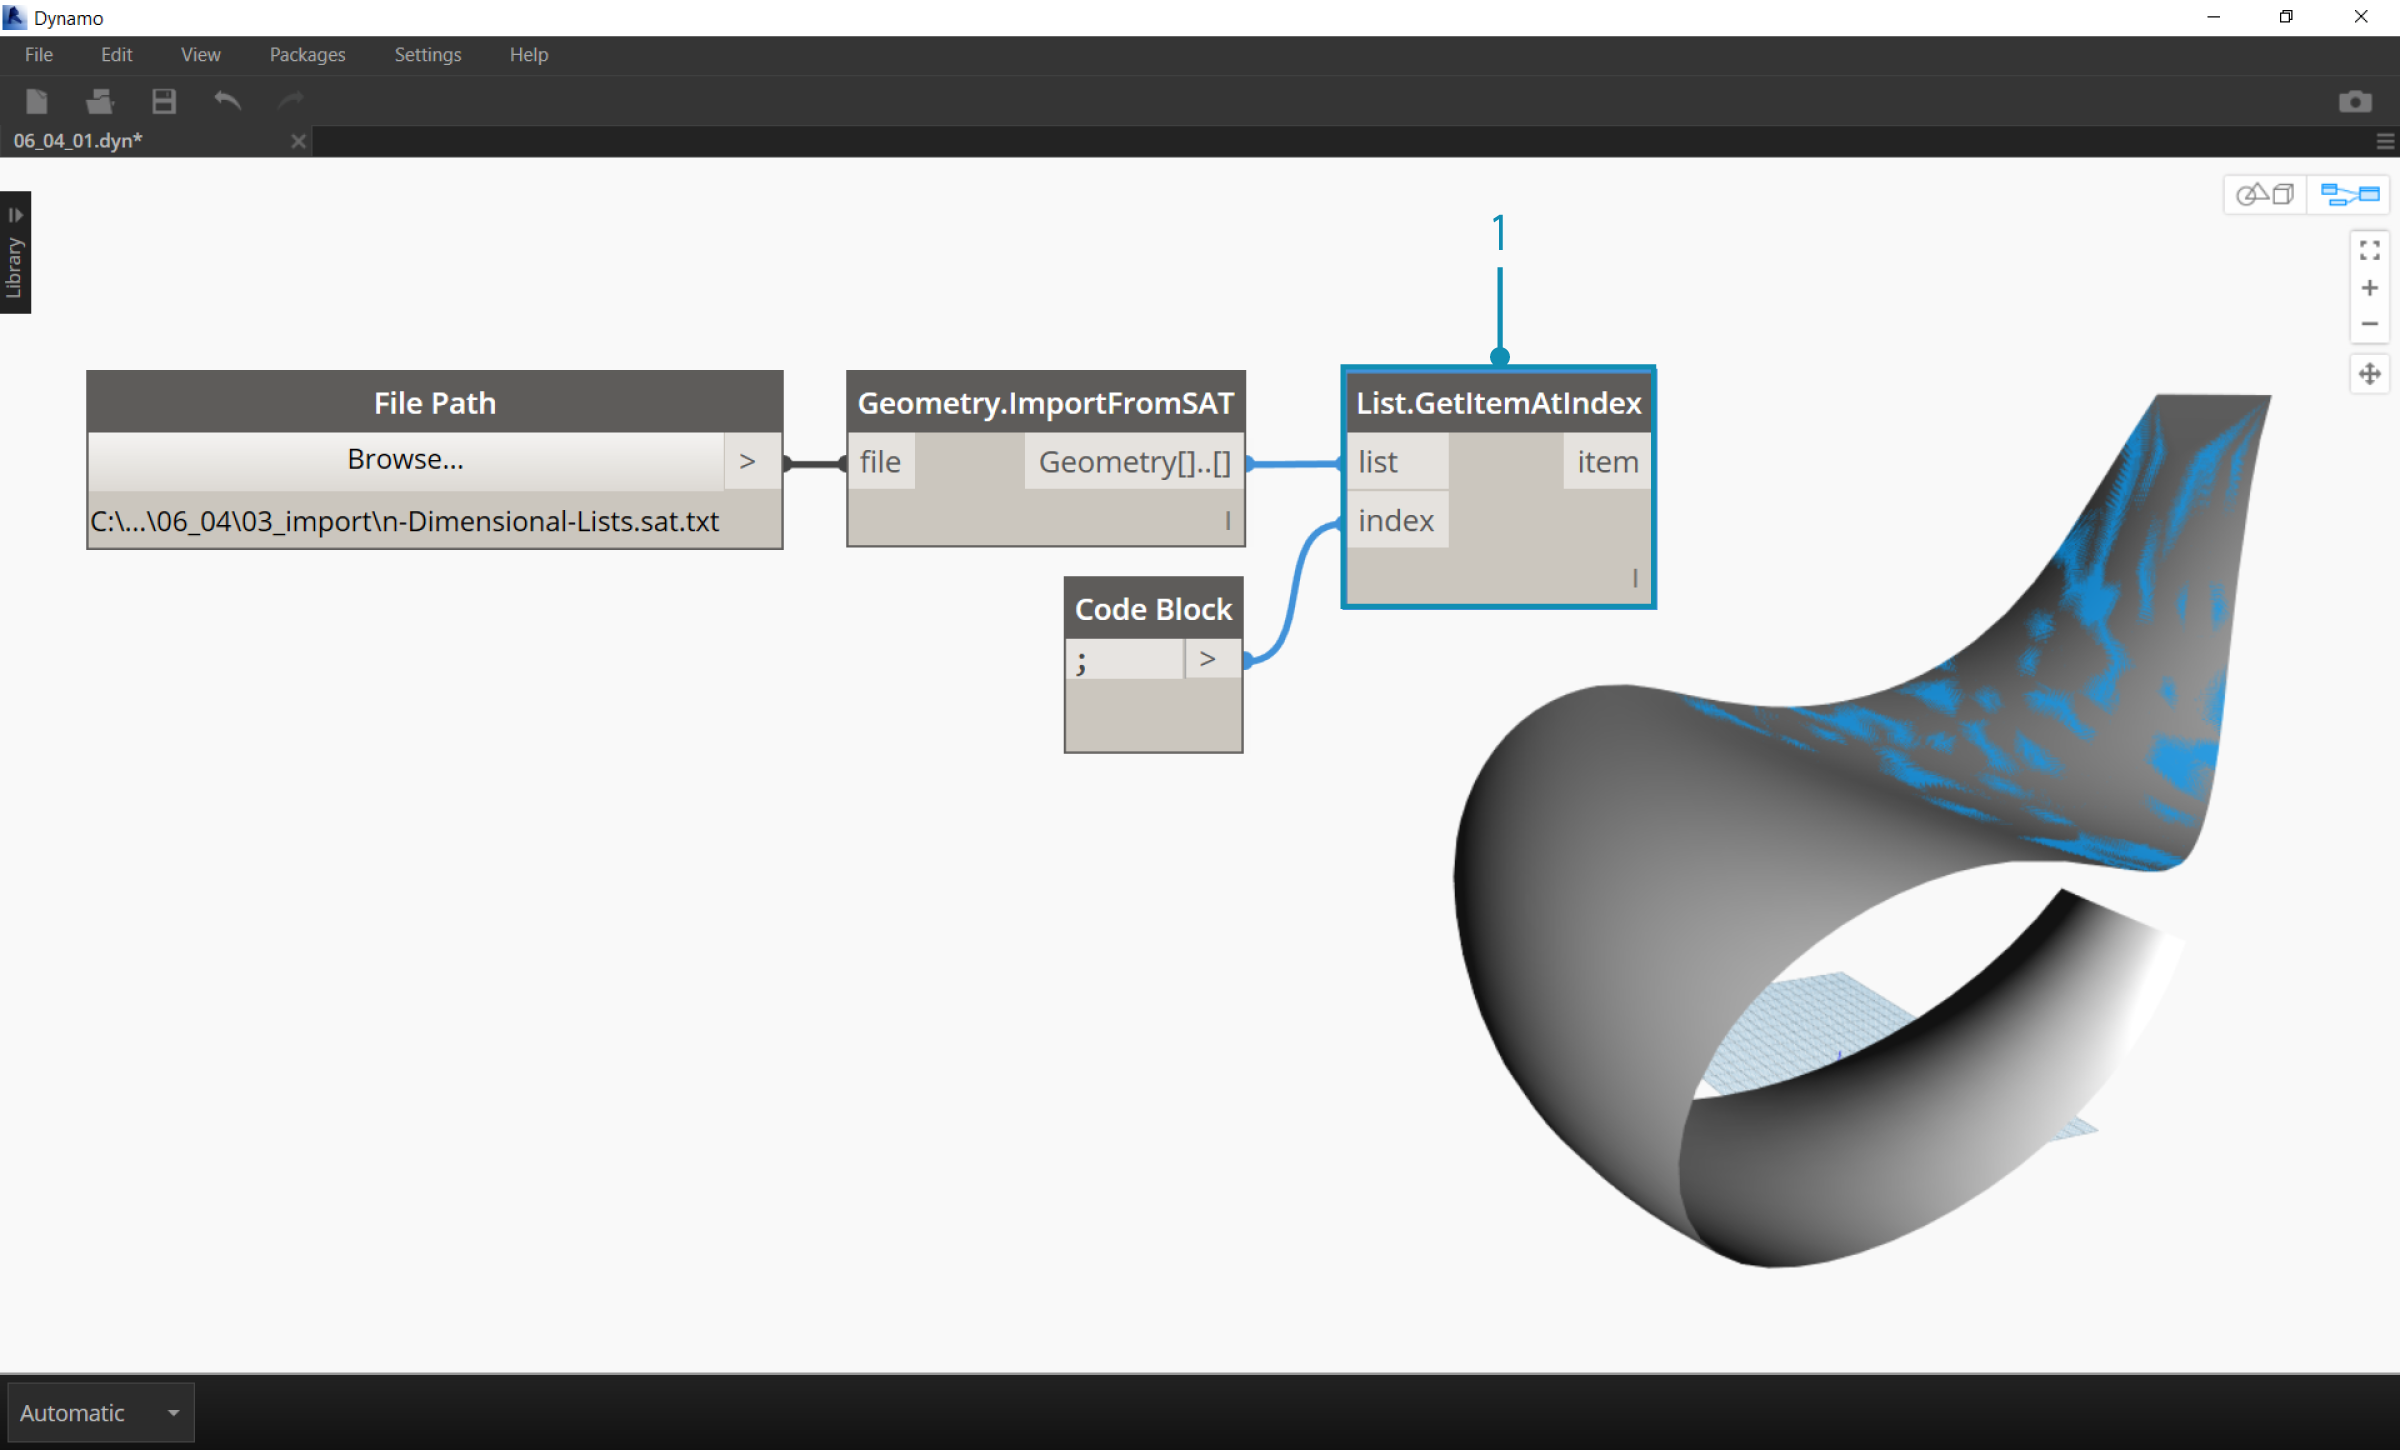 Dynamo
File Edit View Packages Settings Help
06_04_01.dyn*
Library
1
File Path
Browse...
>
C:\...\06_04\03_import\n-Dimensional-Lists.sat.txt
Geometry.ImportFromSAT
file
Geometry[]..[]
l
List.GetItemAtIndex
list
item
index
l
Code Block
;
>
Automatic